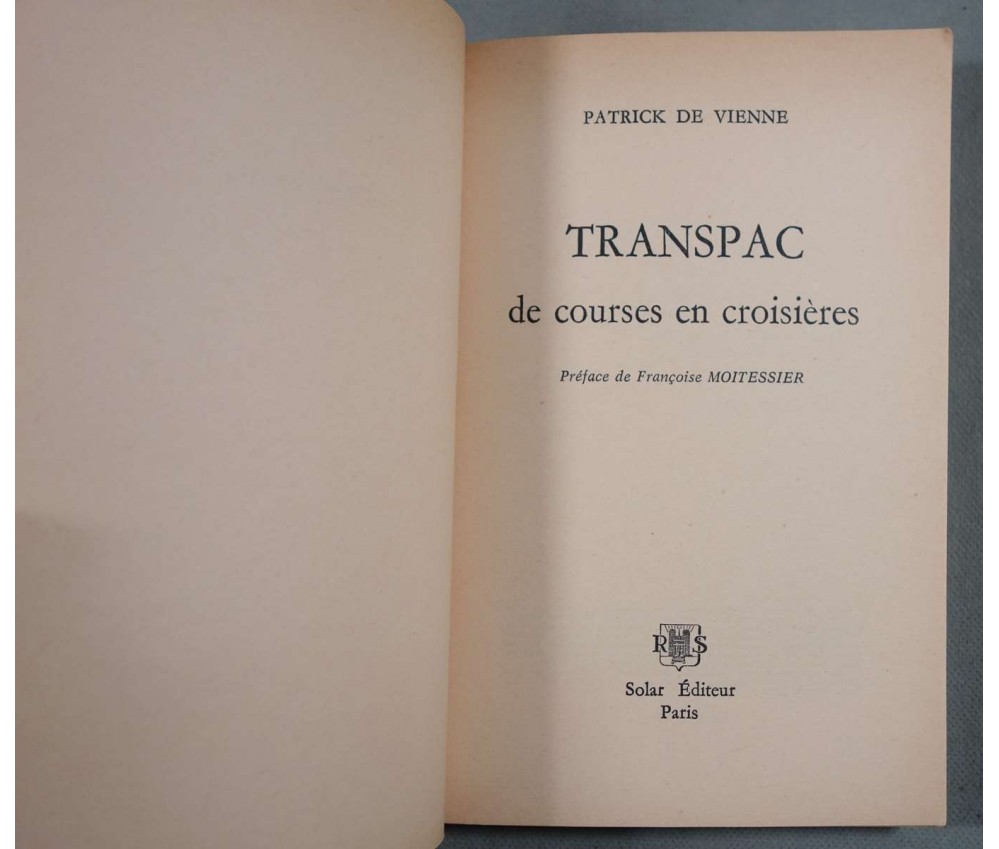 PATRICK DE VIENNE
TRANSPAC
de courses en croisières
Préface de Françoise MOITESSIER
RS
Solar Éditeur
Paris